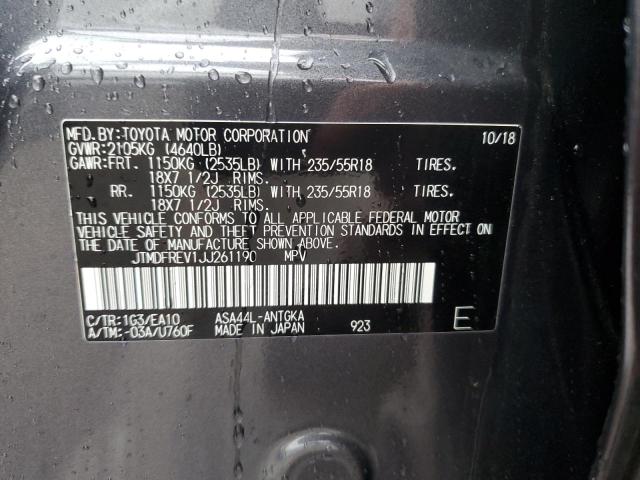 MFD.BY:TOYOTA MOTOR CORPORATION 10/18
GVWR:2105KG (4640LB)
GAWR:FRT. 1150KG (2535LB) WITH 235/55R18 TIRES.
18X7 1/2J RIMS.
RR. 1150KG (2535LB) WITH 235/55R18 TIRES.
18X7 1/2J RIMS.
THIS VEHICLE CONFORMS TO ALL APPLICABLE FEDERAL MOTOR
VEHICLE SAFETY AND THEFT PREVENTION STANDARDS IN EFFECT ON
THE DATE OF MANUFACTURE SHOWN ABOVE.
JTMDFREV1JJ261190 MPV
C/TR:1G3/EA10 ASA44L-ANTGKA
A/TM:-03A/U760F MADE IN JAPAN 923 E